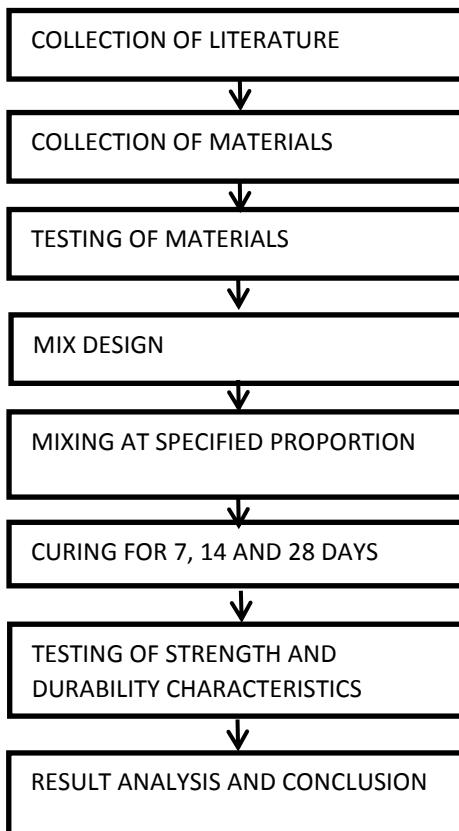 COLLECTION OF LITERATURE
COLLECTION OF MATERIALS
TESTING OF MATERIALS
MIX DESIGN
MIXING AT SPECIFIED PROPORTION
CURING FOR 7, 14 AND 28 DAYS
TESTING OF STRENGTH AND
DURABILITY CHARACTERISTICS
RESULT ANALYSIS AND CONCLUSION